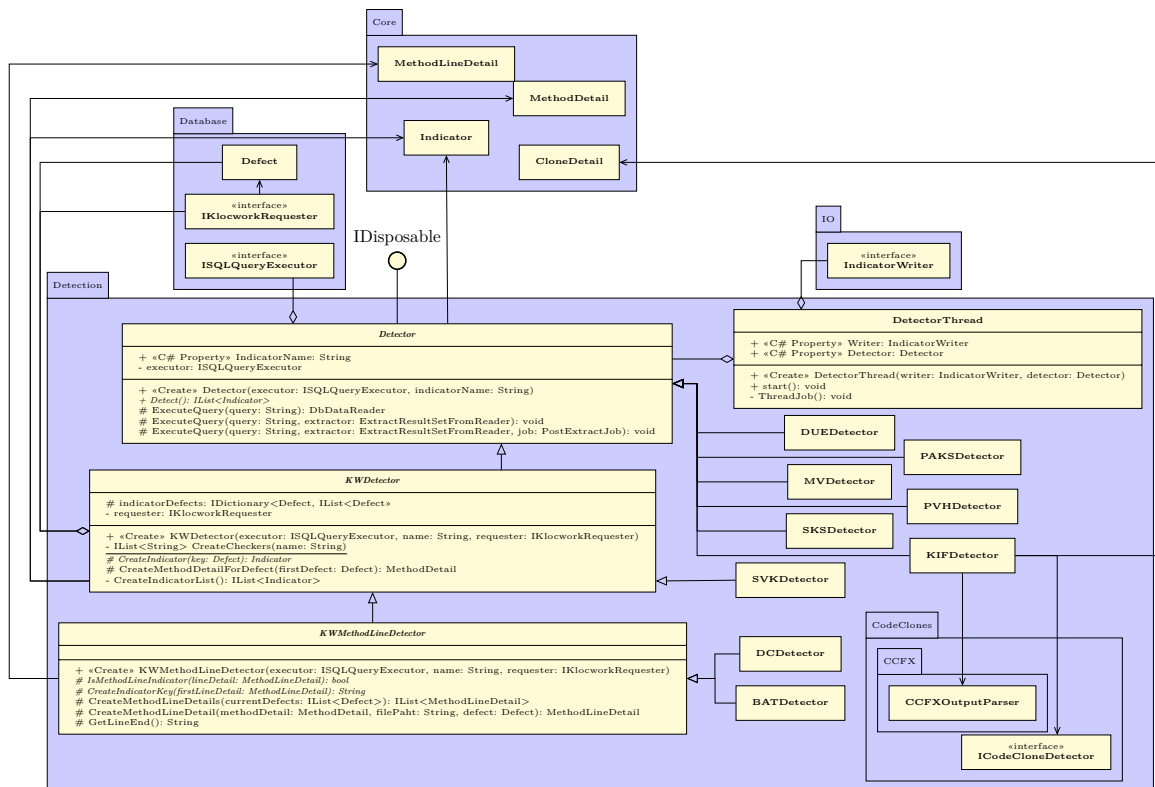 Core
MethodLineDetail
MethodDetail
Indicator
CloneDetail
Database
Defect
«interface»
IKlocworkRequester
«interface»
ISQLQueryExecutor
IDisposable
IO
«interface»
IndicatorWriter
Detection
Detector
+ «C# Property» IndicatorName: String
- executor: ISQLQueryExecutor
+ «Create» Detector(executor: ISQLQueryExecutor, indicatorName: String)
+ Detect(): IList<Indicator>
# ExecuteQuery(query: String): DbDataReader
# ExecuteQuery(query: String, extractor: ExtractResultSetFromReader): void
# ExecuteQuery(query: String, extractor: ExtractResultSetFromReader, job: PostExtractJob): void
DetectorThread
+ «C# Property» Writer: IndicatorWriter
+ «C# Property» Detector: Detector
+ «Create» DetectorThread(writer: IndicatorWriter, detector: Detector)
+ start(): void
- ThreadJob(): void
DUEDetector
PAKSDetector
MVDetector
PVHDetector
SKSDetector
KIFDetector
KWDetector
# indicatorDefects: IDictionary<Defect, IList<Defect»
- requester: IKlocworkRequester
+ «Create» KWDetector(executor: ISQLQueryExecutor, name: String, requester: IKlocworkRequester)
- IList<String> CreateCheckers(name: String)
# CreateIndicator(key: Defect): Indicator
# CreateMethodDetailForDefect(firstDefect: Defect): MethodDetail
- CreateIndicatorList(): IList<Indicator>
SVKDetector
KWMethodLineDetector
+ «Create» KWMethodLineDetector(executor: ISQLQueryExecutor, name: String, requester: IKlocworkRequester)
# IsMethodLineIndicator(lineDetail: MethodLineDetail): bool
# CreateIndicatorKey(firstLineDetail: MethodLineDetail): String
# CreateMethodLineDetails(currentDefects: IList<Defect>): IList<MethodLineDetail>
# CreateMethodLineDetail(methodDetail: MethodDetail, filePaht: String, defect: Defect): MethodLineDetail
# GetLineEnd(): String
DCDetector
BATDetector
CodeClones
CCFX
CCFXOutputParser
«interface»
ICodeCloneDetector